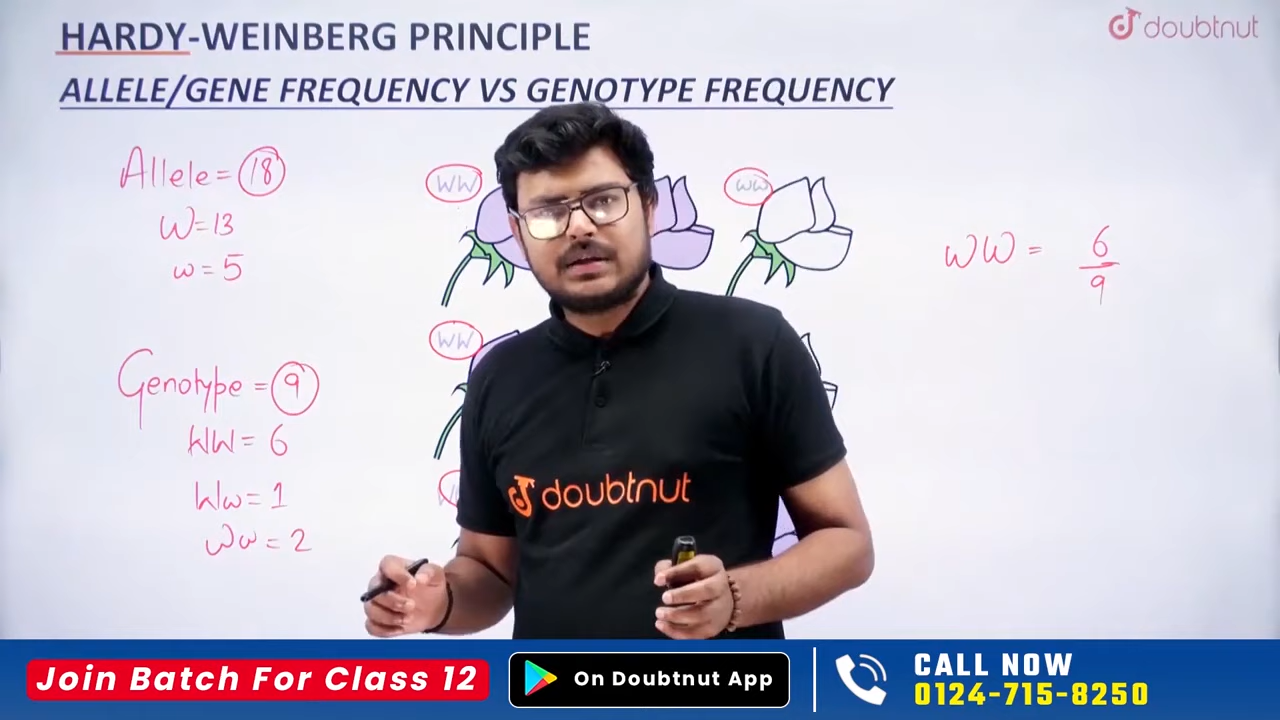 HARDY-WEINBERG PRINCIPLE
doubtnut
ALLELE/GENE FREQUENCY VS GENOTYPE FREQUENCY
Allele = 18
W = 13
w = 5
WW
ww
WW = 6/9
WW
Genotype = 9
WW = 6
Ww = 1
ww = 2
doubtnut
Join Batch For Class 12
On Doubtnut App
CALL NOW
0124-715-8250